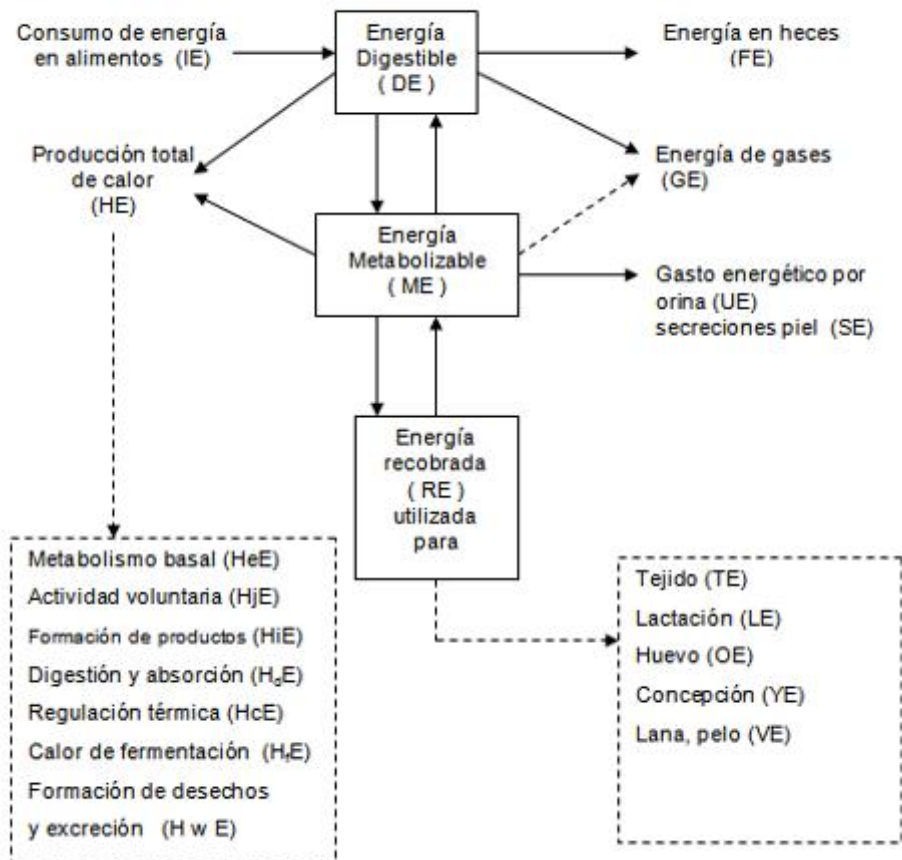 Consumo de energía
en alimentos (IE)
Energía
Digestible
( DE )
Energía en heces
(FE)
Producción total
de calor
(HE)
Energía de gases
(GE)
Energía
Metabolizable
( ME )
Gasto energético por
orina (UE)
secreciones piel (SE)
Energía
recobrada
( RE )
utilizada
para
Metabolismo basal (HeE)
Actividad voluntaria (HjE)
Formación de productos (HiE)
Digestión y absorción (HdE)
Regulación térmica (HcE)
Calor de fermentación (HfE)
Formación de desechos
y excreción (H w E)
Tejido (TE)
Lactación (LE)
Huevo (OE)
Concepción (YE)
Lana, pelo (VE)